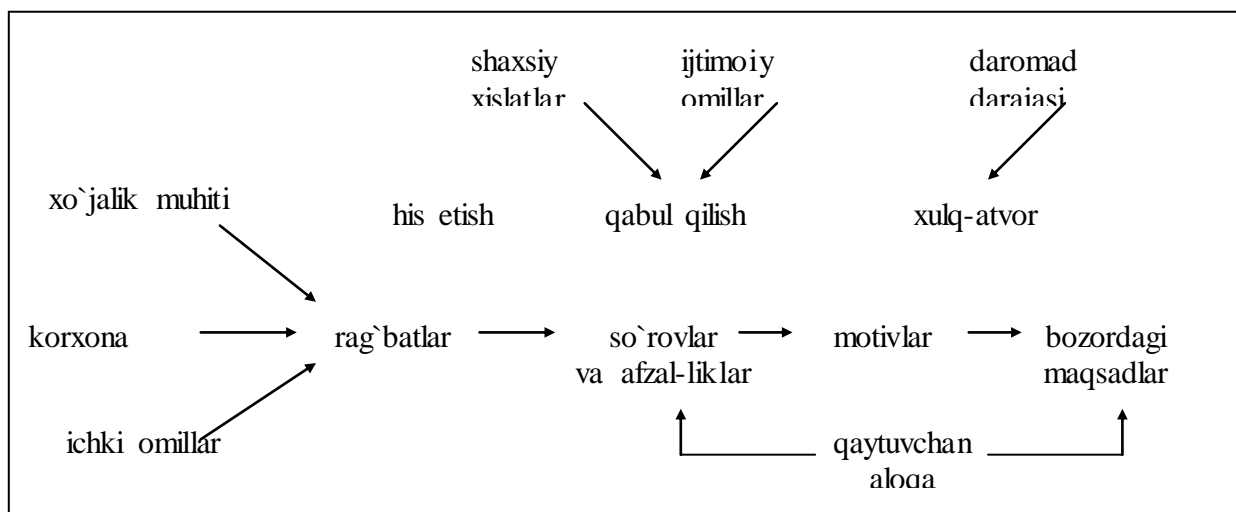 shaxsiy ijtimoiy daromad
xislatlar omillar darajasi
xo`jalik muhiti
his etish qabul qilish xulq-atvor
korxona rag`batlar so`rovlar motivlar bozordagi
va afzal-liklar maqsadlar
ichki omillar qaytuvchan
aloqa